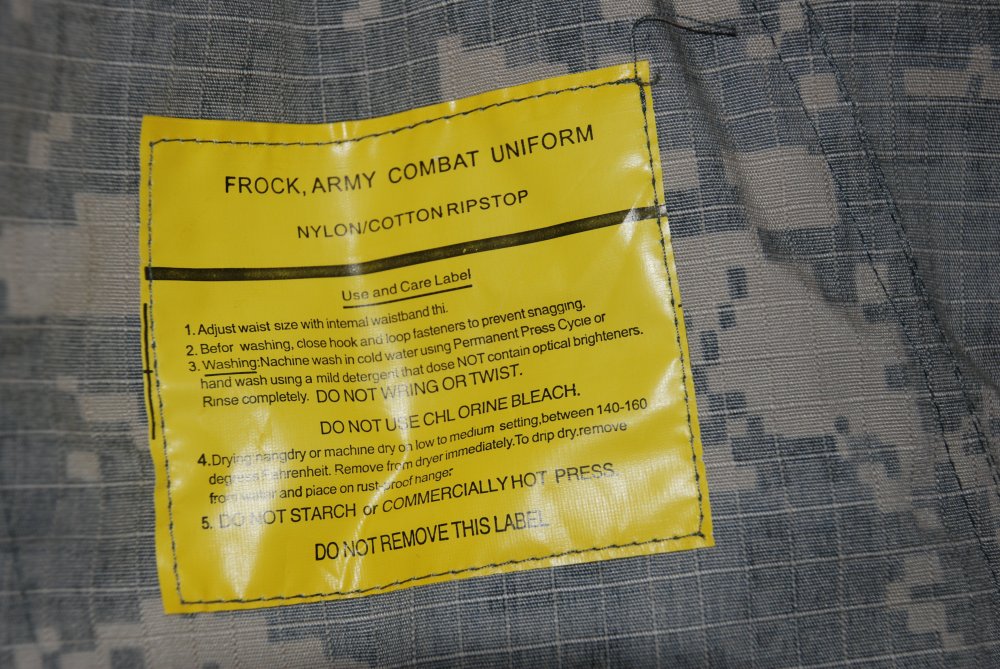 FROCK, ARMY COMBAT UNIFORM
NYLON/COTTON RIPSTOP
Use and Care Label
1. Adjust waist size with internal waistband thi.
2. Befor washing, close hook and loop fasteners to prevent snagging.
3. Washing:Nachine wash in cold water using Permanent Press Cycie or
hand wash using a mild detergent that dose NOT contain optical brighteners.
Rinse completely. DO NOT WRING OR TWIST.
DO NOT USE CHLORINE BLEACH.
4.Drying nangdry or machine dry on low to medium setting,between 140-160
degrees Fahrenheit. Remove from dryer immediately.To drip dry,remove
from watar and piace on rust-proof hanger.
5. DO NOT STARCH or COMMERCIALLY HOT PRESS.
DO NOT REMOVE THIS LABEL